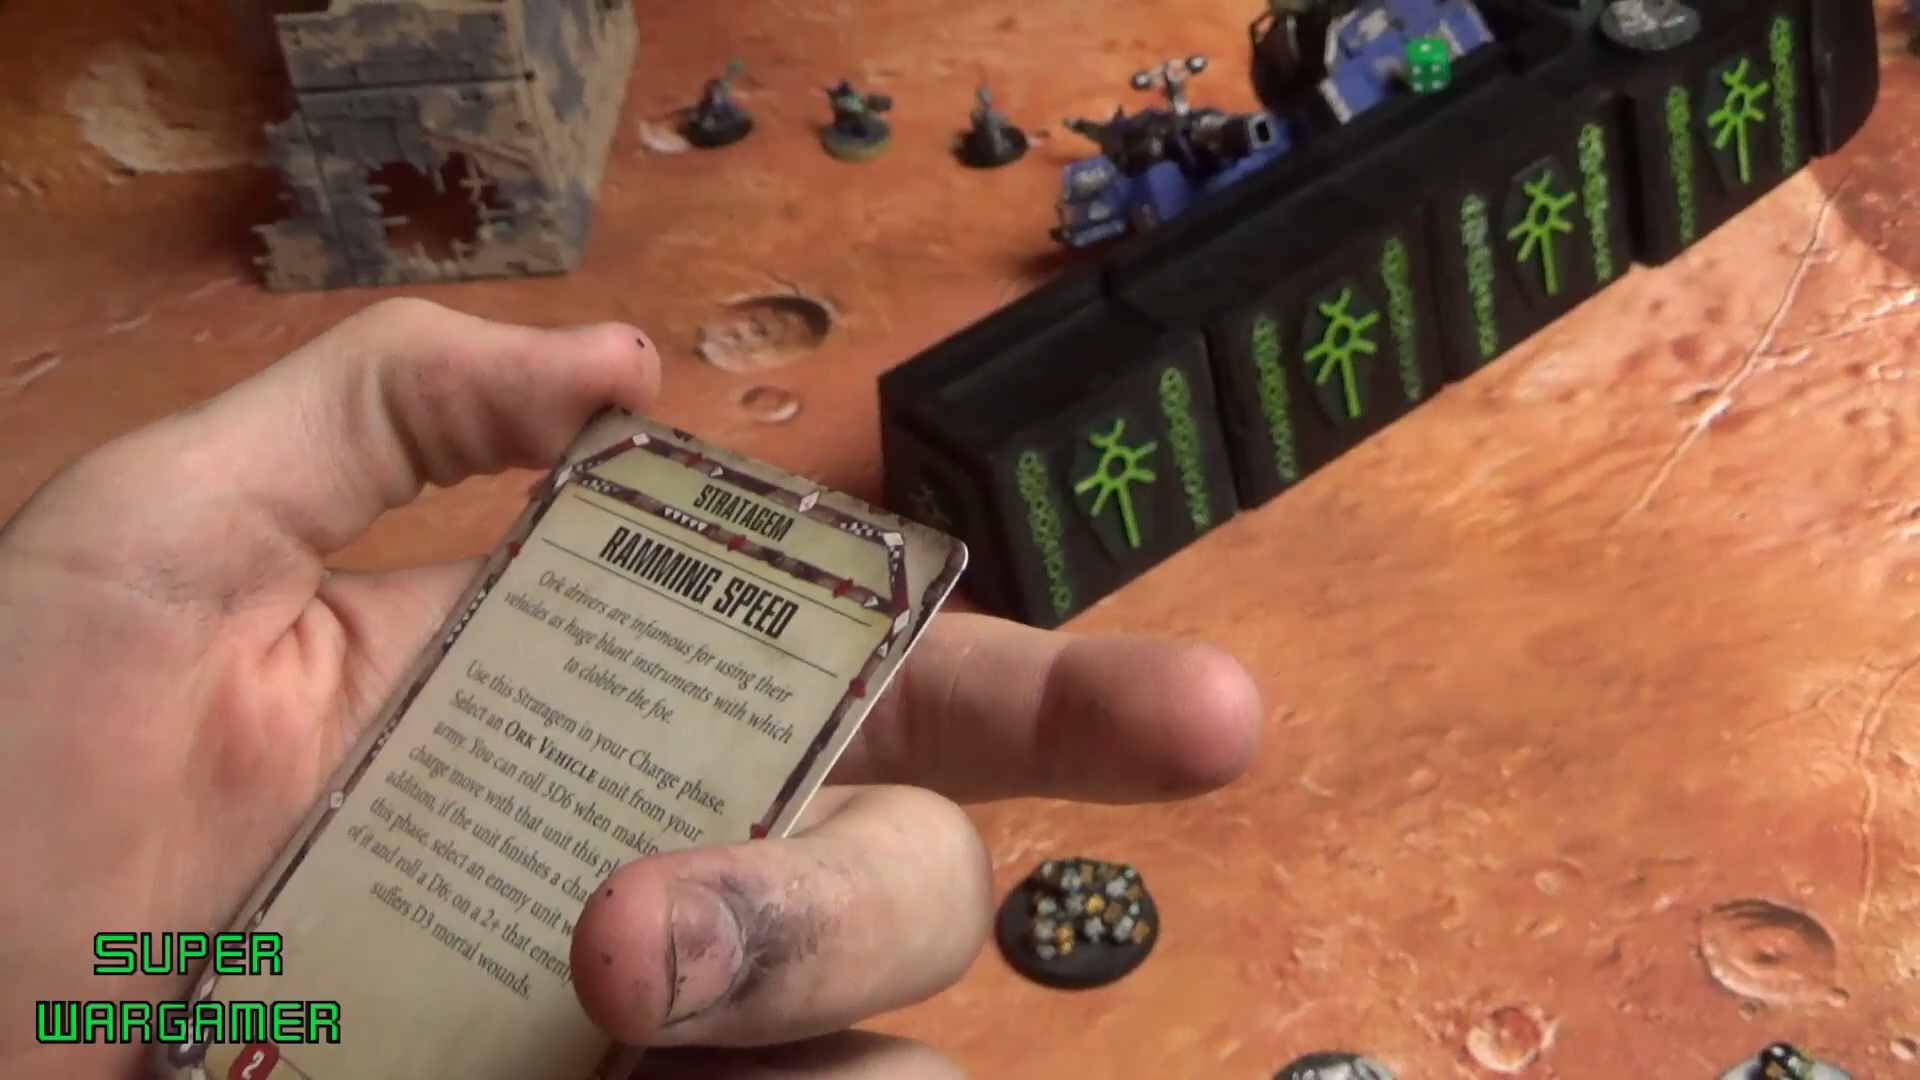 STRATAGEM
RAMMING SPEED
Ork drivers are infamous for using their
vehicles as huge blunt instruments with which
to clobber the foe.
Use this Stratagem in your Charge phase.
Select an ORK VEHICLE unit from your
army. You can roll 3D6 when
charge move with that unit this
addition, if the unit finishes a
this phase, select an enemy unit
of it and roll a D6; on a 2+ that enemy
suffers D3 mortal wounds.
2
SUPER
WARGAMER